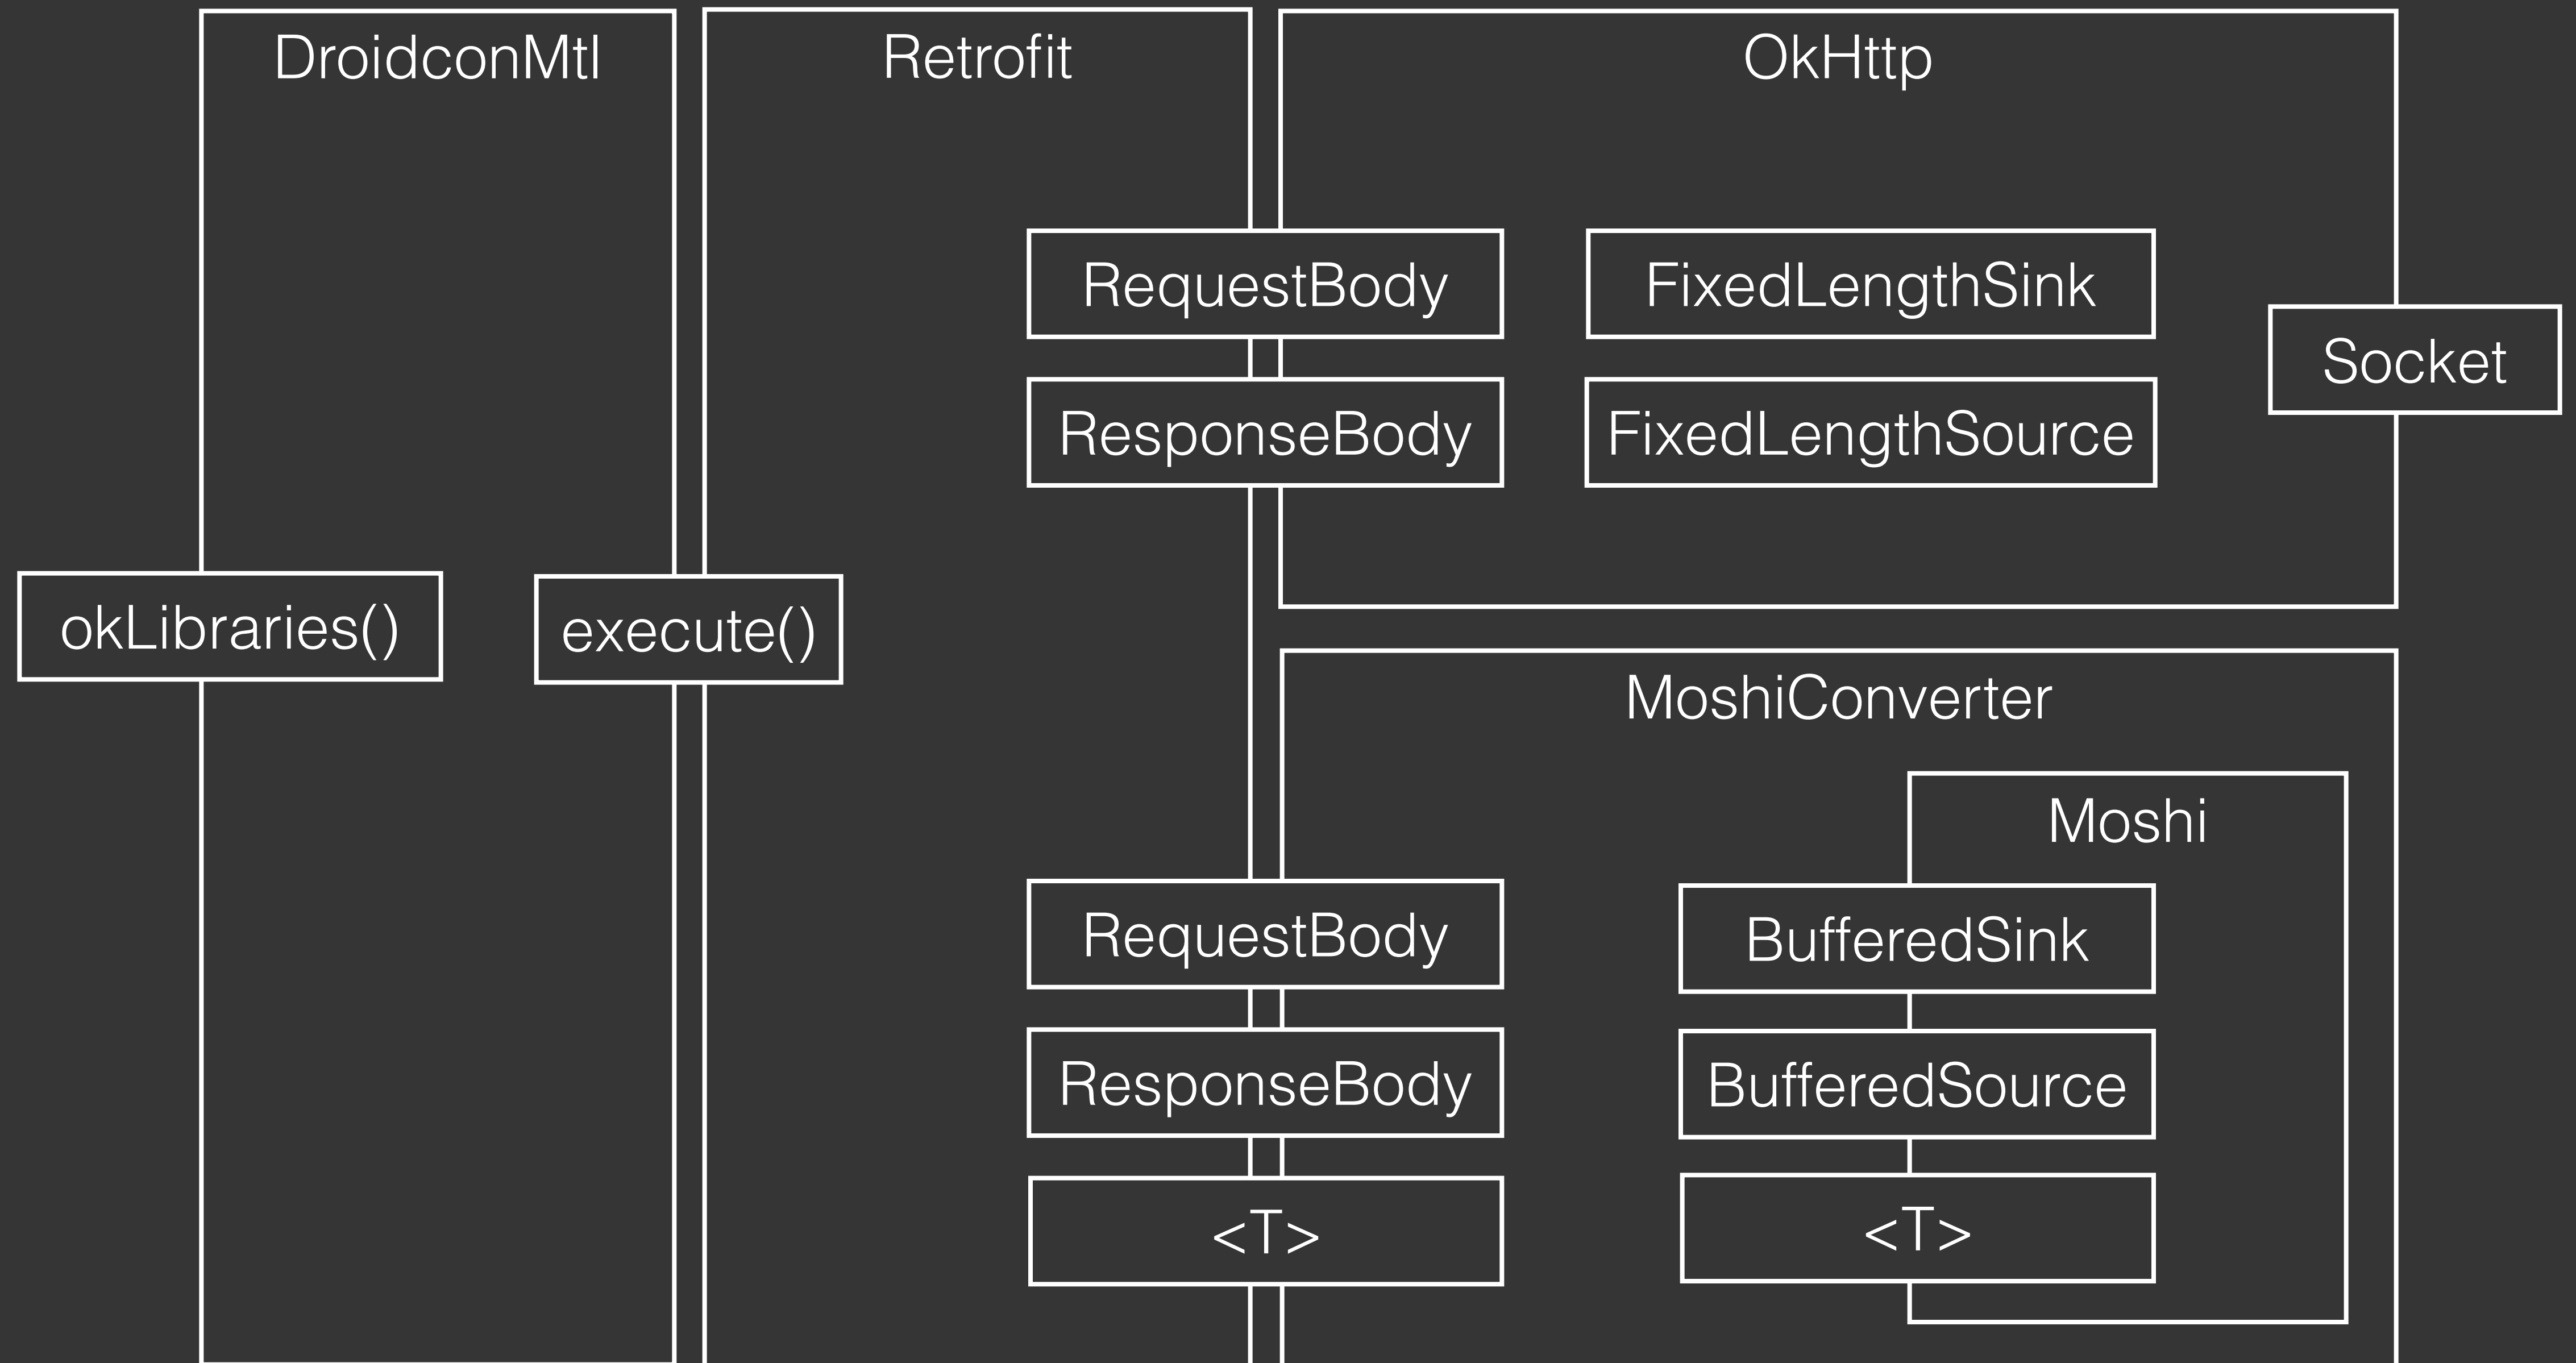 DroidconMtl
Retrofit
OkHttp
RequestBody
FixedLengthSink
Socket
ResponseBody
FixedLengthSource
okLibraries()
execute()
MoshiConverter
Moshi
RequestBody
BufferedSink
ResponseBody
BufferedSource
<T>
<T>